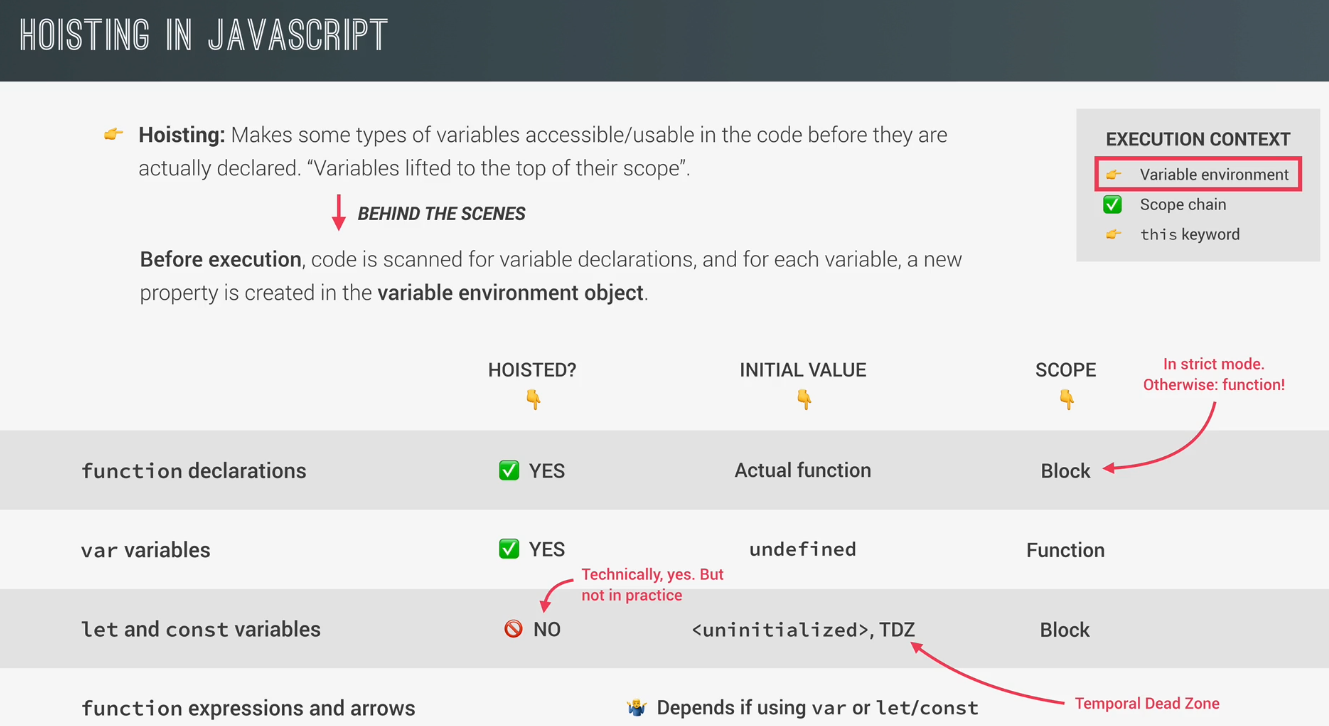 HOISTING IN JAVASCRIPT
👉 Hoisting: Makes some types of variables accessible/usable in the code before they are
actually declared. “Variables lifted to the top of their scope”.
BEHIND THE SCENES
Before execution, code is scanned for variable declarations, and for each variable, a new
property is created in the variable environment object.
EXECUTION CONTEXT
👉 Variable environment
✅ Scope chain
👉 this keyword
HOISTED? INITIAL VALUE SCOPE
👇 👇 👇
In strict mode.
Otherwise: function!
function declarations ✅ YES Actual function Block
var variables ✅ YES undefined Function
Technically, yes. But
not in practice
let and const variables 🚫 NO <uninitialized>, TDZ Block
Temporal Dead Zone
function expressions and arrows 🤷‍♂️ Depends if using var or let/const